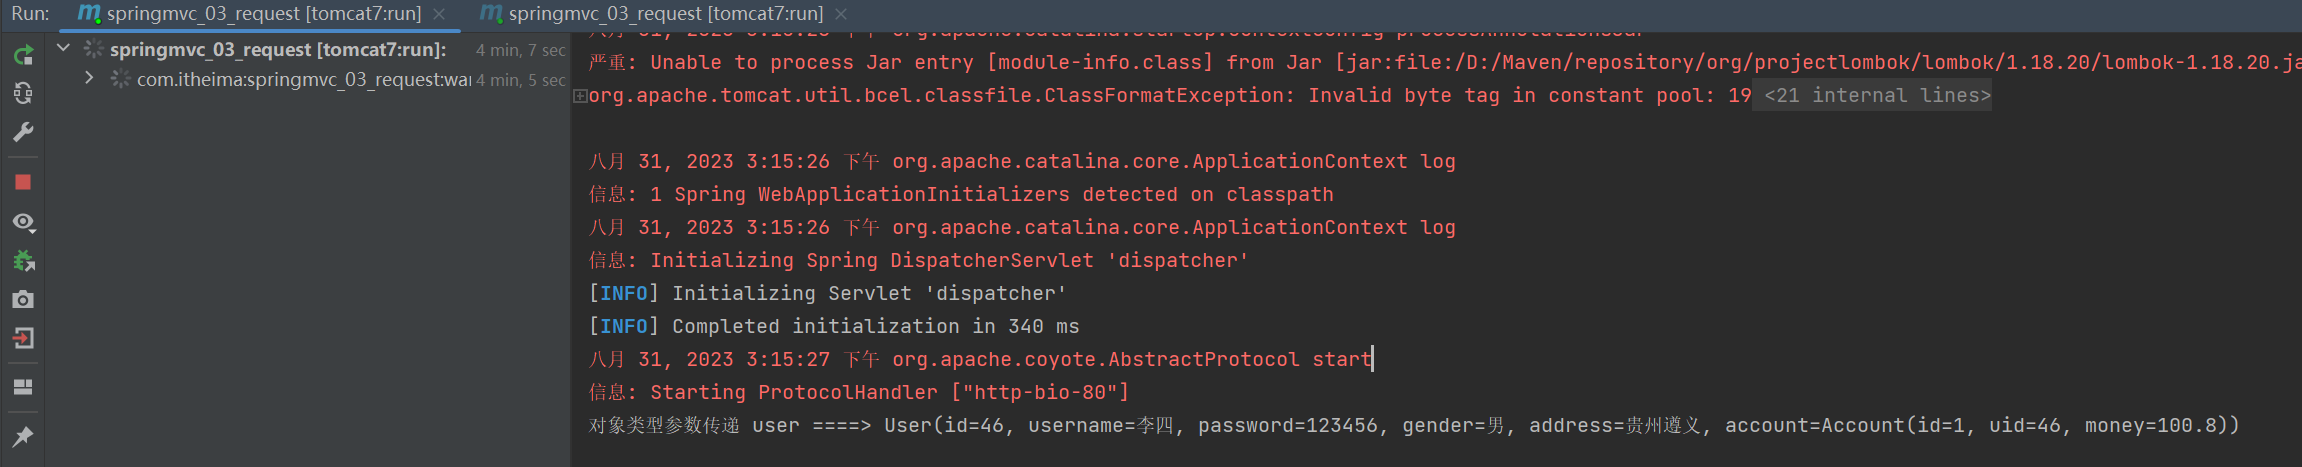 Run: springmvc_03_request [tomcat7:run] springmvc_03_request [tomcat7:run]
springmvc_03_request [tomcat7:run]: 4 min, 7 sec
com.itheima:springmvc_03_request:wa 4 min, 5 sec
严重: Unable to process Jar entry [module-info.class] from Jar [jar:file:/D:/Maven/repository/org/projectlombok/lombok/1.18.20/lombok-1.18.20.ja
org.apache.tomcat.util.bcel.classfile.ClassFormatException: Invalid byte tag in constant pool: 19 <21 internal lines>
八月 31, 2023 3:15:26 下午 org.apache.catalina.core.ApplicationContext log
信息: 1 Spring WebApplicationInitializers detected on classpath
八月 31, 2023 3:15:26 下午 org.apache.catalina.core.ApplicationContext log
信息: Initializing Spring DispatcherServlet 'dispatcher'
[INFO] Initializing Servlet 'dispatcher'
[INFO] Completed initialization in 340 ms
八月 31, 2023 3:15:27 下午 org.apache.coyote.AbstractProtocol start
信息: Starting ProtocolHandler ["http-bio-80"]
对象类型参数传递 user ====> User(id=46, username=李四, password=123456, gender=男, address=贵州遵义, account=Account(id=1, uid=46, money=100.8))